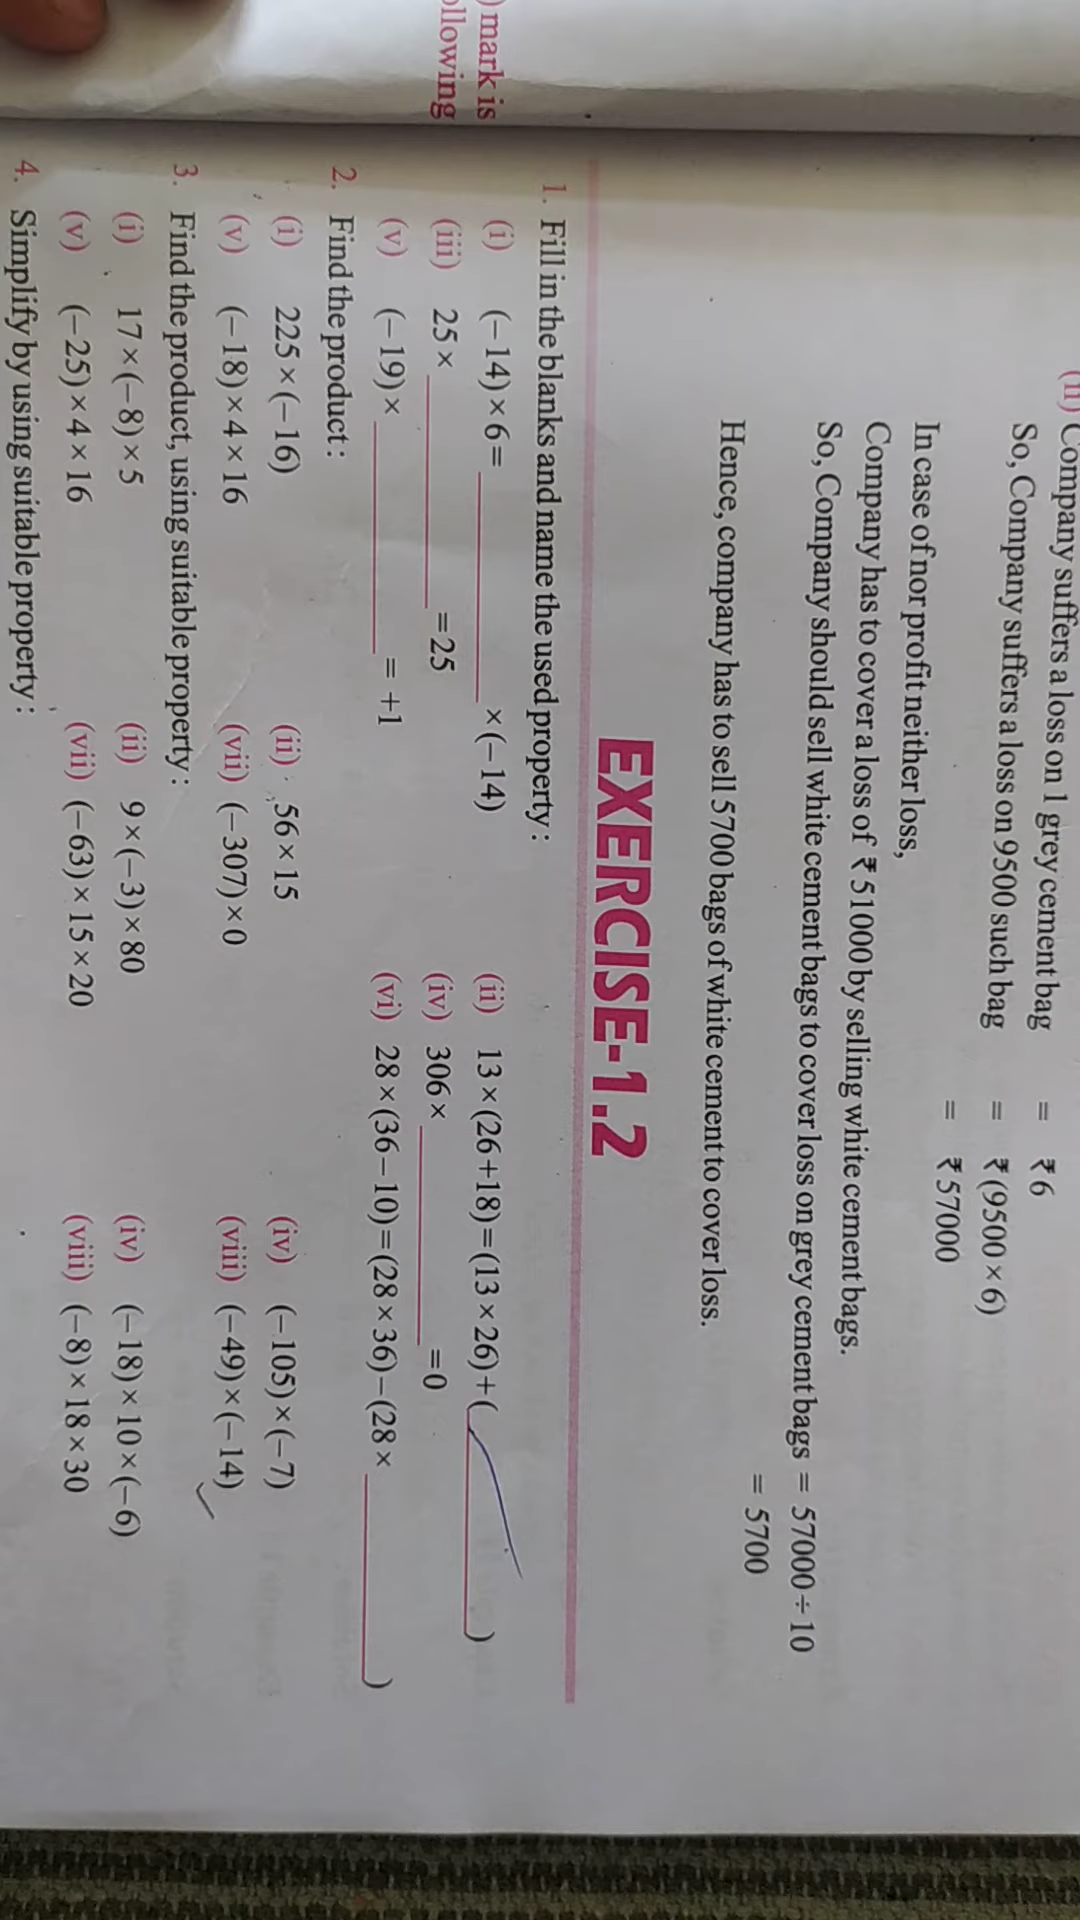 ) mark is
ollowing
(ii) Company suffers a loss on 1 grey cement bag = ₹ 6
So, Company suffers a loss on 9500 such bag = ₹ (9500 × 6)
= ₹ 57000
In case of nor profit neither loss,
Company has to cover a loss of ₹ 51000 by selling white cement bags.
So, Company should sell white cement bags to cover loss on grey cement bags = 57000 ÷ 10
= 5700
Hence, company has to sell 5700 bags of white cement to cover loss.
EXERCISE-1.2
1. Fill in the blanks and name the used property :
(i) (–14) × 6 = ________ × (–14) (ii) 13 × (26+18) = (13 × 26) + (________)
(iii) 25 × ________ = 25 (iv) 306 × ________ = 0
(v) (–19) × ________ = +1 (vi) 28 × (36 – 10) = (28 × 36) – (28 × ________)
2. Find the product :
(i) 225 × (–16) (ii) 56 × 15 (iv) (–105) × (–7)
(v) (–18) × 4 × 16 (vii) (–307) × 0 (viii) (–49) × (–14)
3. Find the product, using suitable property :
(i) 17 × (–8) × 5 (ii) 9 × (–3) × 80 (iv) (–18) × 10 × (–6)
(v) (–25) × 4 × 16 (vii) (–63) × 15 × 20 (viii) (–8) × 18 × 30
4. Simplify by using suitable property :